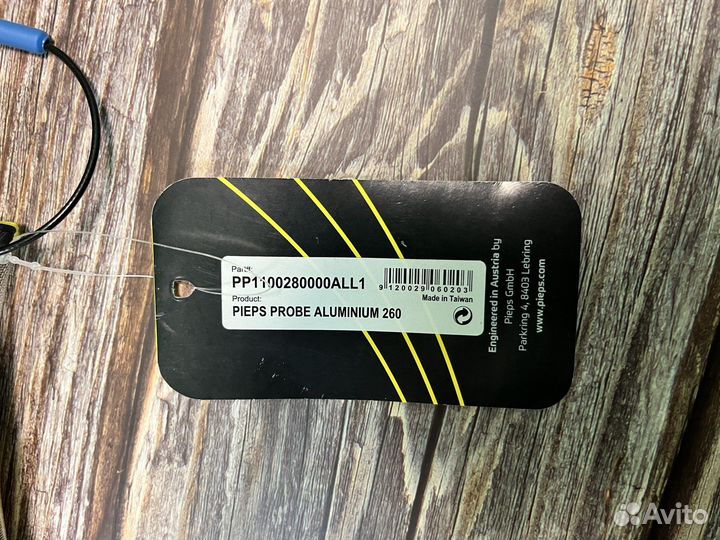 Part#:
PP1100280000ALL1
Product:
PIEPS PROBE ALUMINIUM 260
9 120029 060203
Made in Taiwan
Engineered in Austria by
Pieps GmbH
Parkring 4, 8403 Lebring
www.pieps.com
Avito